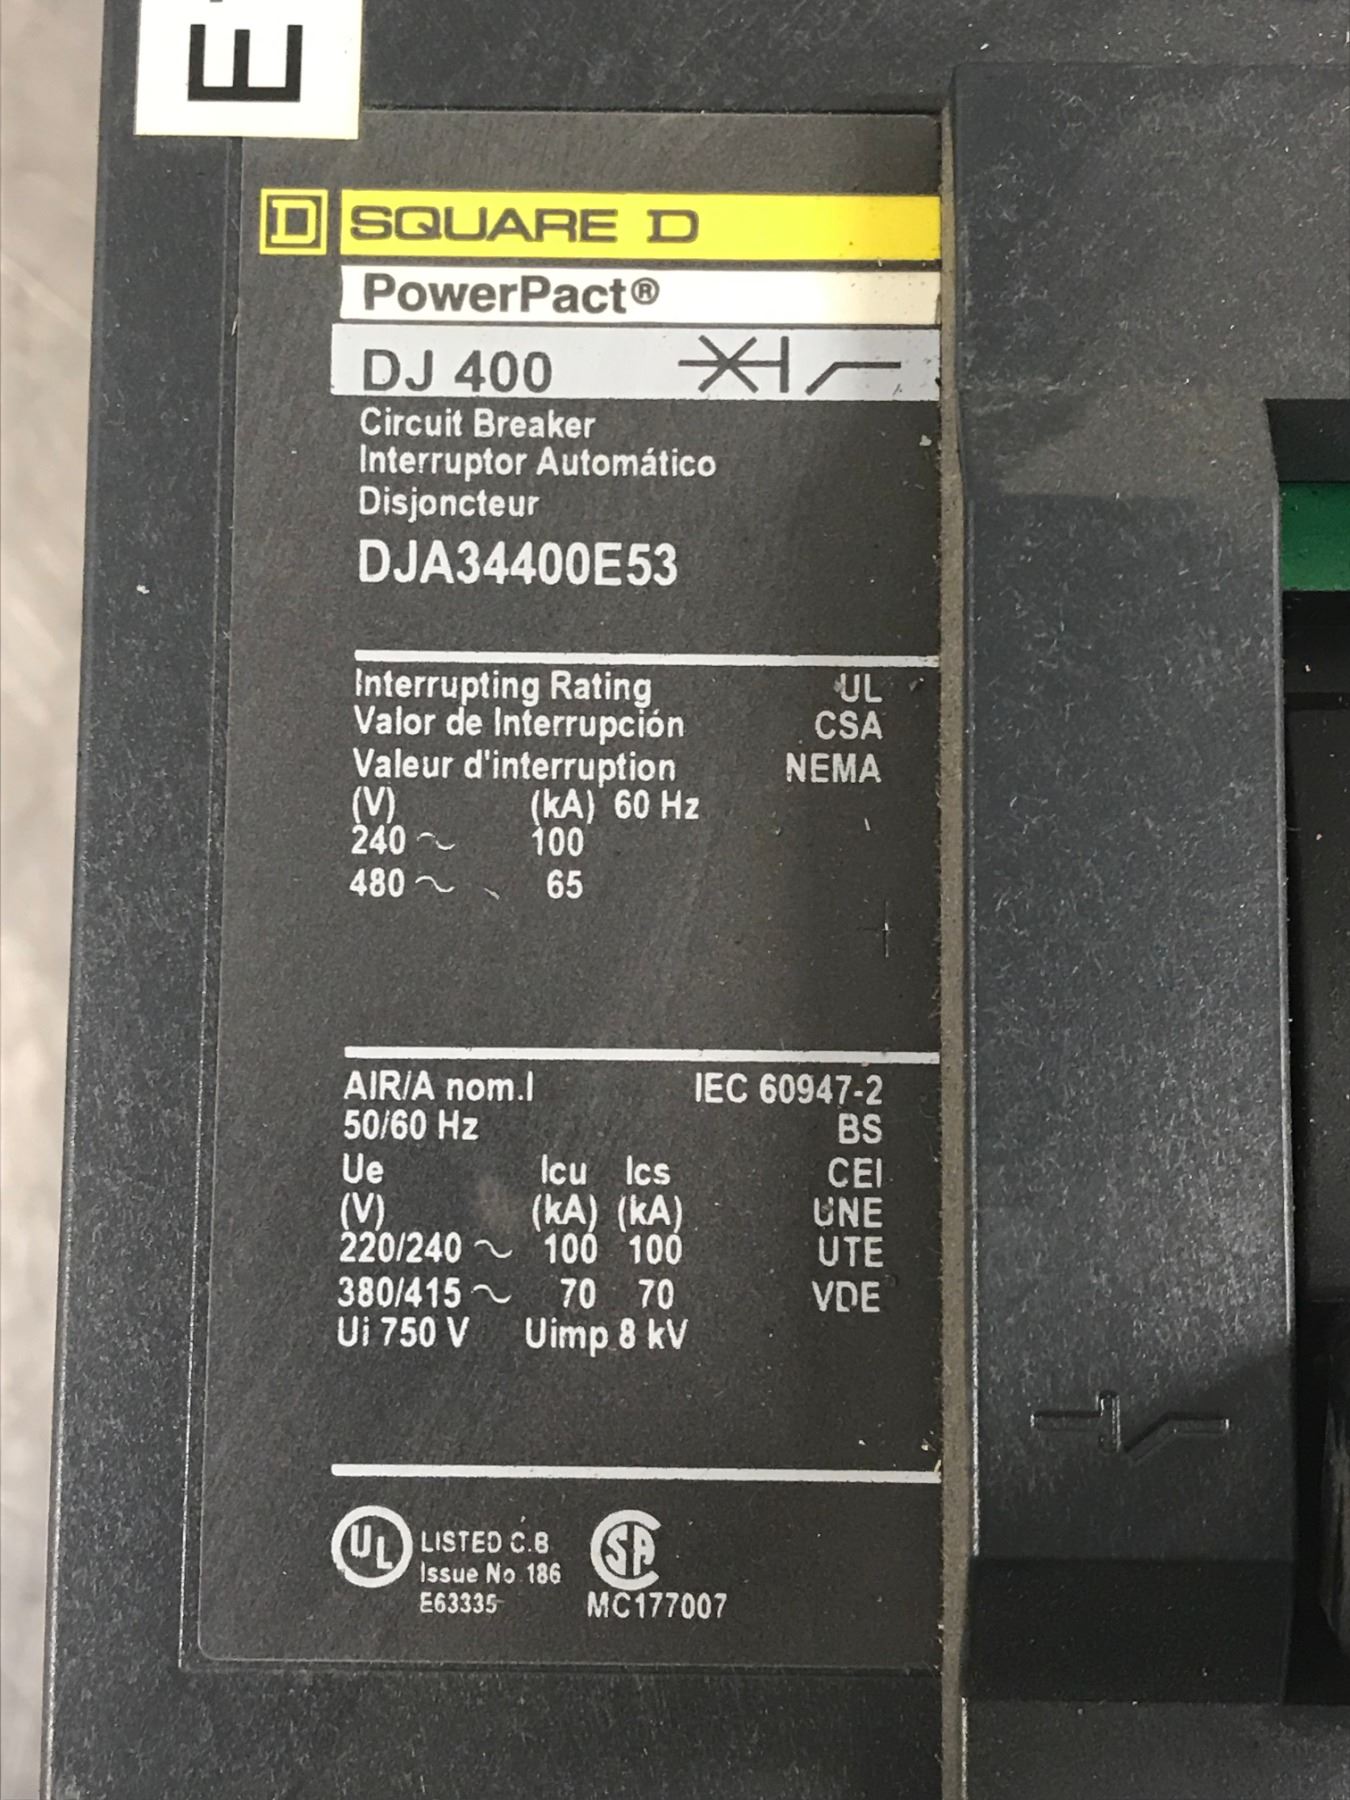 E
D SQUARE D
PowerPact®
DJ 400
Circuit Breaker
Interruptor Automático
Disjoncteur
DJA34400E53
Interrupting Rating UL
Valor de Interrupción CSA
Valeur d'interruption NEMA
(V) (kA) 60 Hz
240 ~ 100
480 ~ 65
AIR/A nom.I IEC 60947-2
50/60 Hz BS
Ue Icu Ics CEI
(V) (kA) (kA) UNE
220/240 ~ 100 100 UTE
380/415 ~ 70 70 VDE
Ui 750 V Uimp 8 kV
UL LISTED C.B
Issue No 186
E63335
SA
MC177007